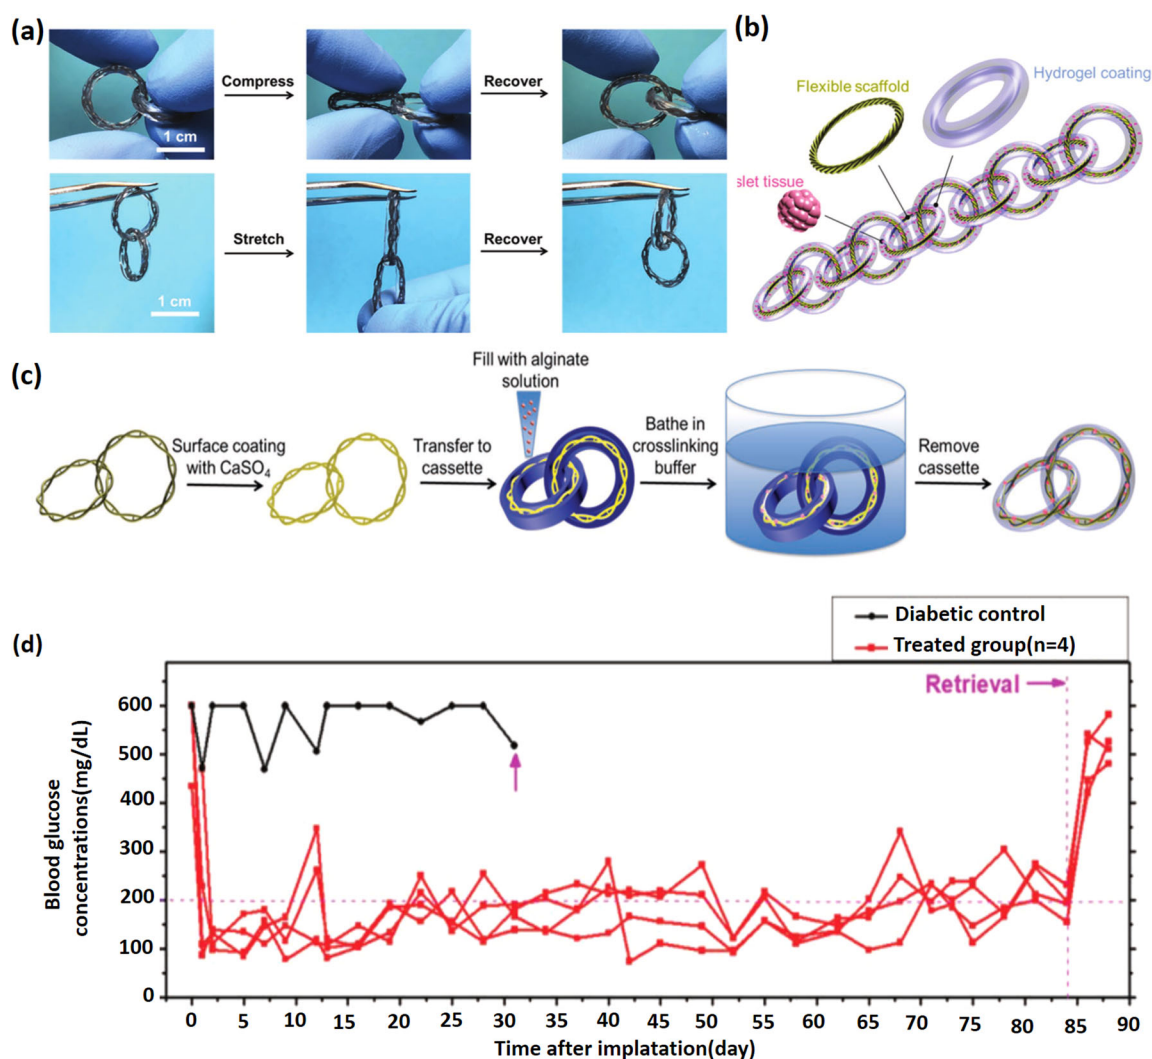 (a)
Compress
Recover
1 cm
Stretch
Recover
1 cm
(b)
Flexible scaffold
Hydrogel coating
slet tissue
(c)
Surface coating
with CaSO₄
Transfer to
cassette
Fill with alginate
solution
Bathe in
crosslinking
buffer
Remove
cassette
(d)
Diabetic control
Treated group(n=4)
Retrieval
Blood glucose
concentrations(mg/dL)
600
500
400
300
200
100
0
0 5 10 15 20 25 30 35 40 45 50 55 60 65 70 75 80 85 90
Time after implatation(day)